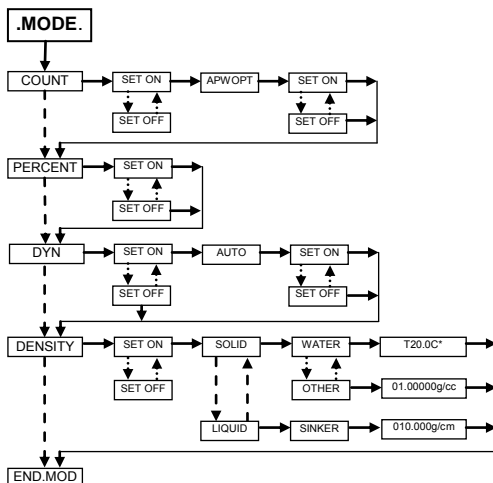 .MODE.
COUNT SET ON APWOPT SET ON
SET OFF SET OFF
PERCENT SET ON
SET OFF
DYN SET ON AUTO SET ON
SET OFF SET OFF
DENSITY SET ON SOLID WATER T20.0C*
SET OFF OTHER 01.00000g/cc
LIQUID SINKER 010.000g/cm
END.MOD